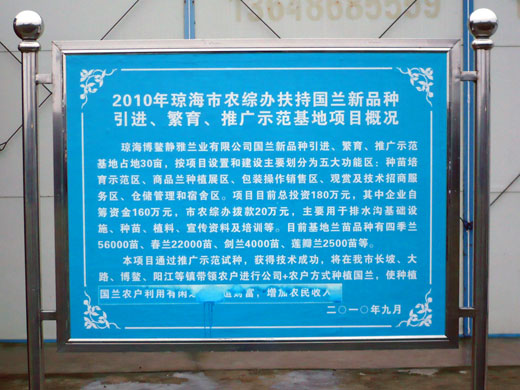 13648685509
2010年琼海市农综办扶持国兰新品种
引进、繁育、推广示范基地项目概况
琼海博鳌静雅兰业有限公司国兰新品种引进、繁育、推广示范
基地占地30亩，按项目设置和建设主要划分为五大功能区：种苗培
育示范区、商品兰种植展区、包装操作销售区、观赏及技术招商服
务区、仓储管理和宿舍区。项目目前总投资180万元，其中企业自
筹资金160万元，市农综办拨款20万元，主要用于排水沟基础设
施、种苗、植料、宣传资料及培训等。目前基地兰苗品种有四季兰
56000苗、春兰22000苗、剑兰4000苗、莲瓣兰2500苗等。
本项目通过推广示范试种，获得技术成功，将在我市长坡、大
路、博鳌、阳江等镇带领农户进行公司+农户方式种植国兰，使种植
国兰农户利用有闲 财富，增加农民收入
二〇一〇年九月